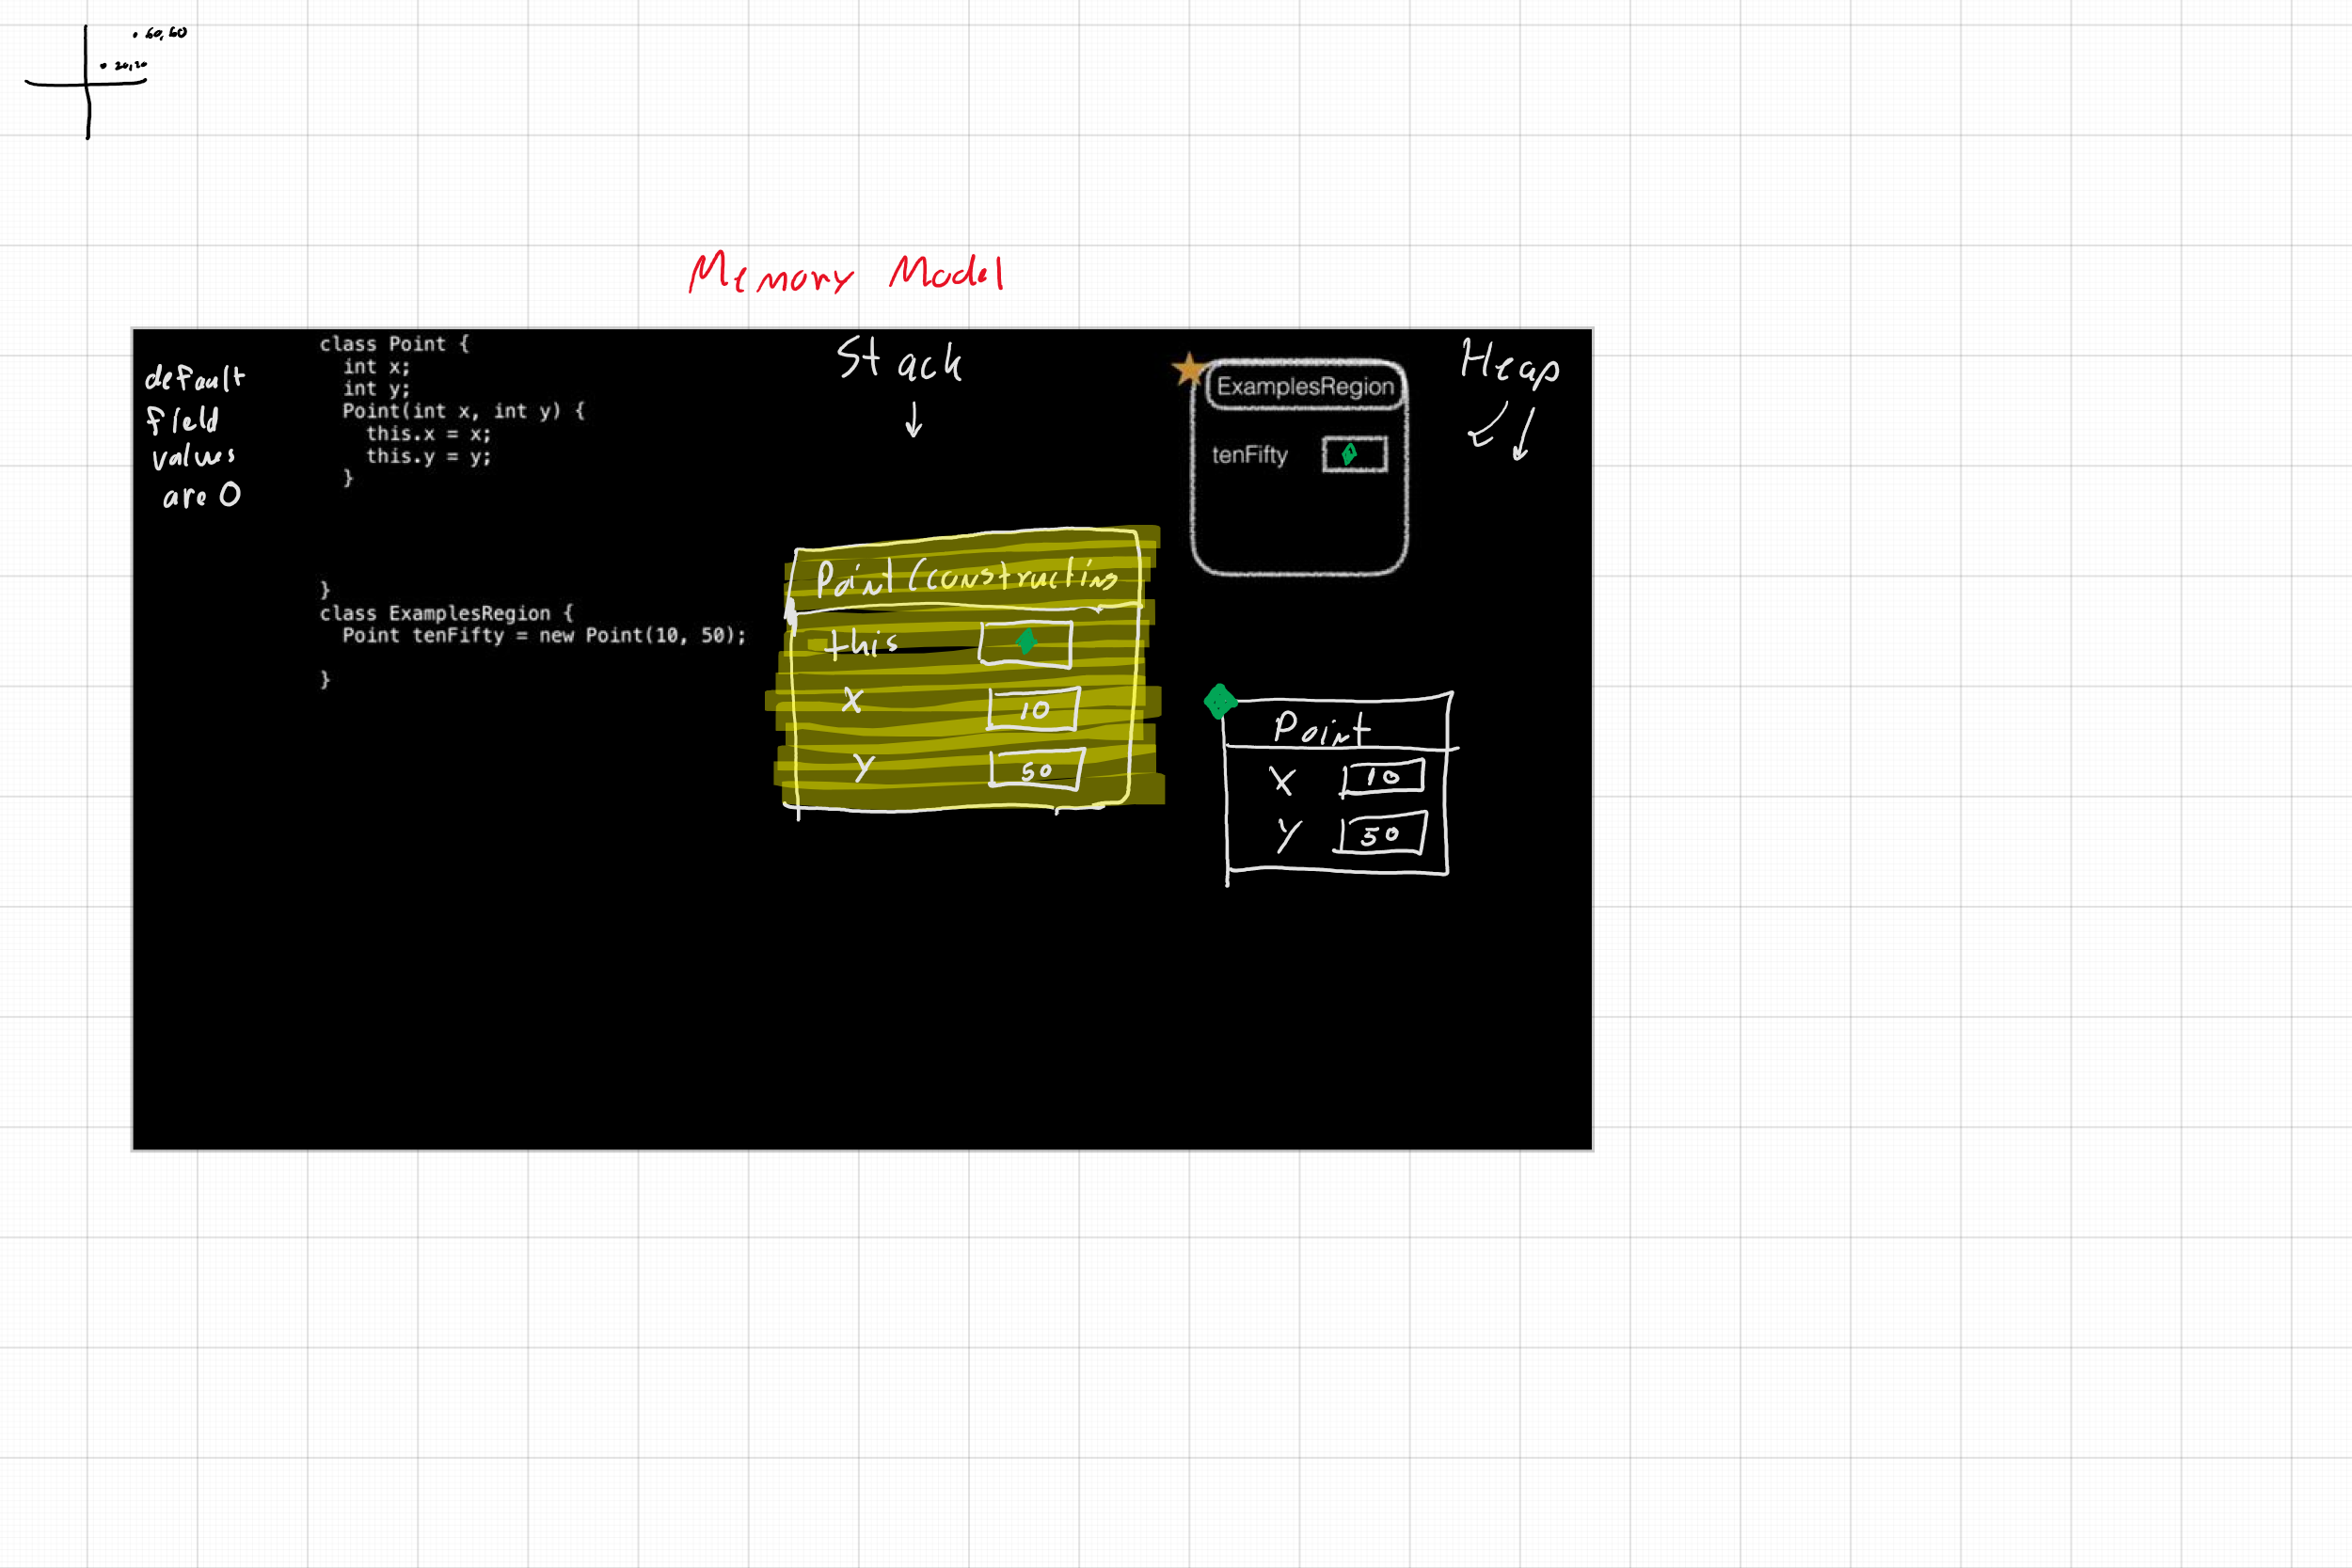 60,60
20,20
Memory Model
default
field
values
are 0
class Point {
int x;
int y;
Point(int x, int y) {
this.x = x;
this.y = y;
}
}
class ExamplesRegion {
Point tenFifty = new Point(10, 50);
}
Stack
Point (constructing
this
x 10
y 50
Heap
ExamplesRegion
tenFifty
Point
x 10
y 50